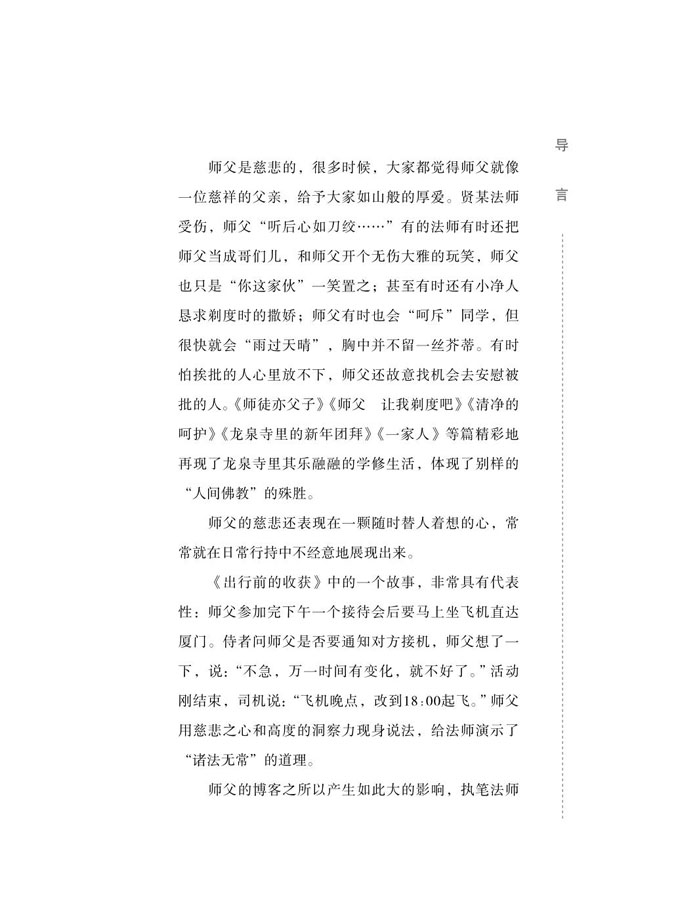 导言
师父是慈悲的，很多时候，大家都觉得师父就像
一位慈祥的父亲，给予大家如山般的厚爱。贤某法师
受伤，师父“听后心如刀绞……”有的法师有时还把
师父当成哥们儿，和师父开个无伤大雅的玩笑，师父
也只是“你这家伙”一笑置之；甚至有时还有小净人
恳求剃度时的撒娇；师父有时也会“呵斥”同学，但
很快就会“雨过天晴”，胸中并不留一丝芥蒂。有时
怕挨批的人心里放不下，师父还故意找机会去安慰被
批的人。《师徒亦父子》《师父　让我剃度吧》《清净的
呵护》《龙泉寺里的新年团拜》《一家人》等篇精彩地
再现了龙泉寺里其乐融融的学修生活，体现了别样的
“人间佛教”的殊胜。
师父的慈悲还表现在一颗随时替人着想的心，常
常就在日常行持中不经意地展现出来。
《出行前的收获》中的一个故事，非常具有代表
性：师父参加完下午一个接待会后要马上坐飞机直达
厦门。侍者问师父是否要通知对方接机，师父想了一
下，说：“不急，万一时间有变化，就不好了。”活动
刚结束，司机说：“飞机晚点，改到18:00起飞。”师父
用慈悲之心和高度的洞察力现身说法，给法师演示了
“诸法无常”的道理。
师父的博客之所以产生如此大的影响，执笔法师